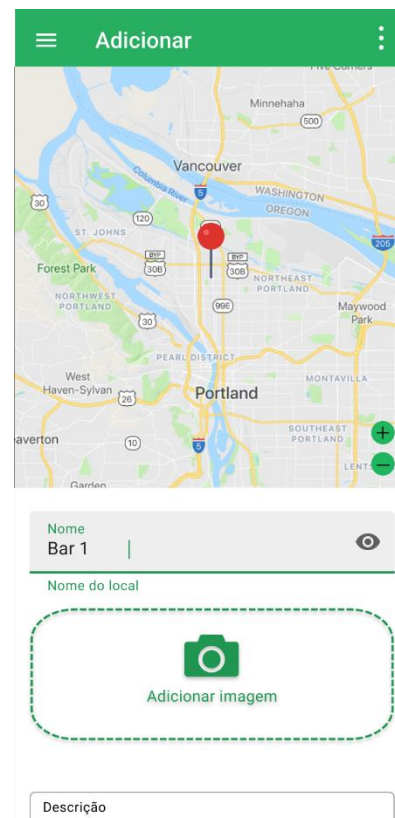 Adicionar
Five Corners
Minnehaha
500
Vancouver
Columbia River
5
WASHINGTON
OREGON
30
120
ST. JOHNS
205
BYP
30B
BYP
30B
Forest Park
NORTHEAST
PORTLAND
NORTHWEST
PORTLAND
99E
Maywood
Park
30
PEARL DISTRICT
West
Haven-Sylvan
26
MONTAVILLA
Portland
+
averton
10
5
SOUTHEAST
PORTLAND
−
LENTS
Garden
Nome
Bar 1
Nome do local
Adicionar imagem
Descrição